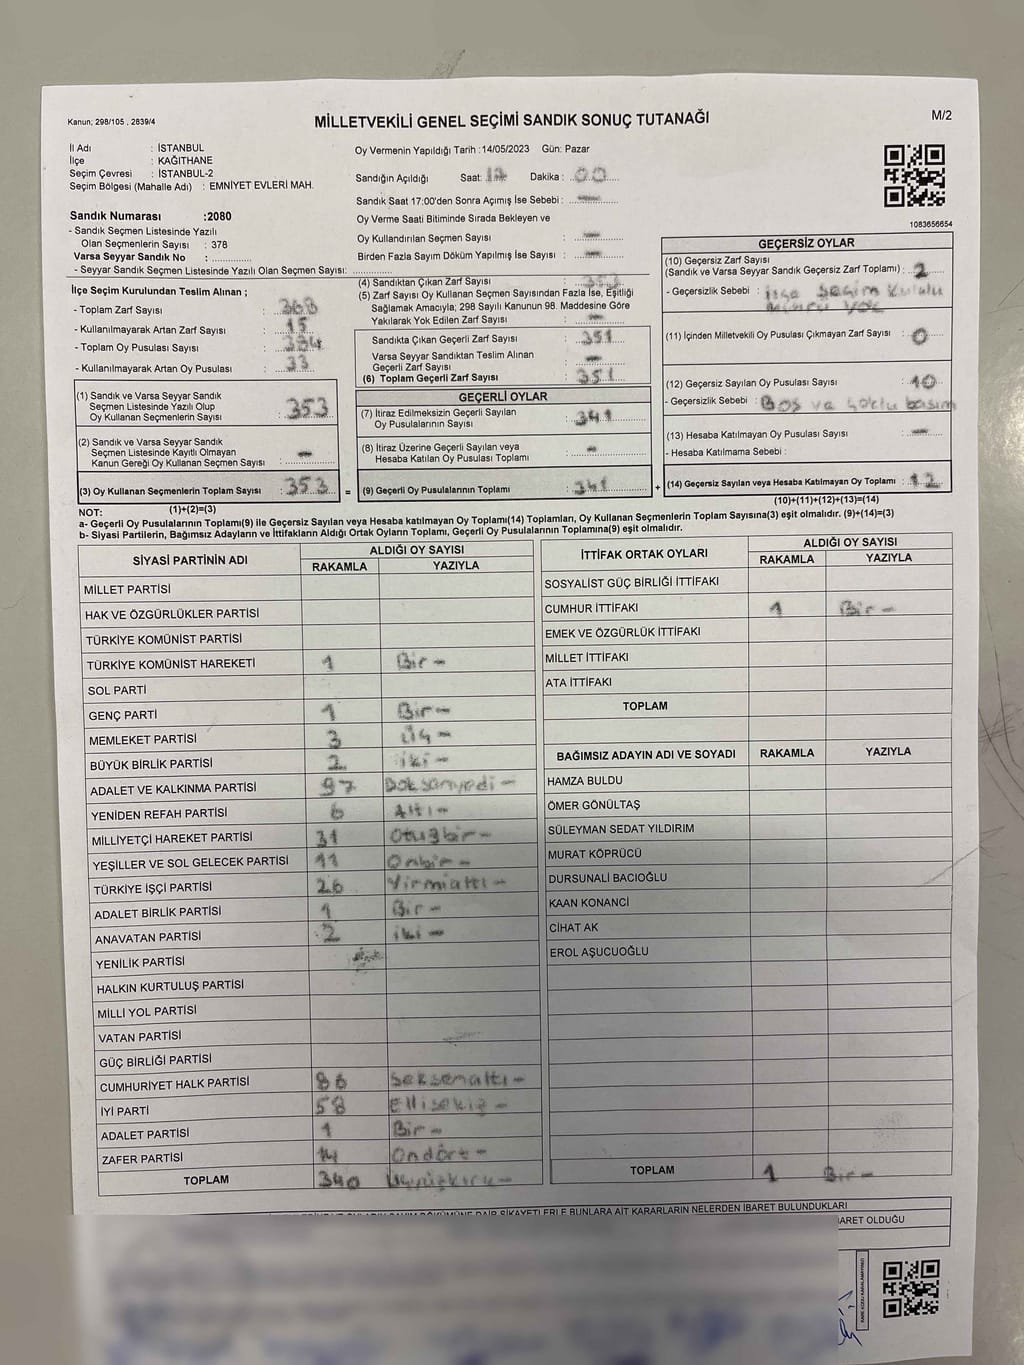 Kanun; 298/105 , 2839/4
MİLLETVEKİLİ GENEL SEÇİMİ SANDIK SONUÇ TUTANAĞI
M/2
İl Adı : İSTANBUL
İlçe : KAĞITHANE
Seçim Çevresi : İSTANBUL-2
Seçim Bölgesi (Mahalle Adı) : EMNİYET EVLERİ MAH.
Sandık Numarası :2080
- Sandık Seçmen Listesinde Yazılı
Olan Seçmenlerin Sayısı : 378
Varsa Seyyar Sandık No :
- Seyyar Sandık Seçmen Listesinde Yazılı Olan Seçmen Sayısı:
Oy Vermenin Yapıldığı Tarih :14/05/2023 Gün: Pazar
Sandığın Açıldığı Saat: Dakika : 00
Sandık Saat 17:00'den Sonra Açımış İse Sebebi : -
Oy Verme Saati Bitiminde Sırada Bekleyen ve
Oy Kullandırılan Seçmen Sayısı : -
Birden Fazla Sayım Döküm Yapılmış İse Sayısı : -
1083656654
İlçe Seçim Kurulundan Teslim Alınan ;
- Toplam Zarf Sayısı : 368
- Kullanılmayarak Artan Zarf Sayısı : 15
- Toplam Oy Pusulası Sayısı : 384
- Kullanılmayarak Artan Oy Pusulası : 33
(1) Sandık ve Varsa Seyyar Sandık
Seçmen Listesinde Yazılı Olup
Oy Kullanan Seçmenlerin Sayısı : 353
(2) Sandık ve Varsa Seyyar Sandık
Seçmen Listesinde Kayıtlı Olmayan
Kanun Gereği Oy Kullanan Seçmen Sayısı : -
(3) Oy Kullanan Seçmenlerin Toplam Sayısı : 353
(4) Sandıktan Çıkan Zarf Sayısı : 353
(5) Zarf Sayısı Oy Kullanan Seçmen Sayısından Fazla İse, Eşitliği
Sağlamak Amacıyla; 298 Sayılı Kanunun 98. Maddesine Göre
Yakılarak Yok Edilen Zarf Sayısı : -
Sandıkta Çıkan Geçerli Zarf Sayısı : 351
Varsa Seyyar Sandıktan Teslim Alınan
Geçerli Zarf Sayısı : -
(6) Toplam Geçerli Zarf Sayısı : 351
GEÇERLİ OYLAR
(7) İtiraz Edilmeksizin Geçerli Sayılan
Oy Pusulalarının Sayısı : 341
(8) İtiraz Üzerine Geçerli Sayılan veya
Hesaba Katılan Oy Pusulası Toplamı : -
= (9) Geçerli Oy Pusulalarının Toplamı : 341
GEÇERSİZ OYLAR
(10) Geçersiz Zarf Sayısı
(Sandık ve Varsa Seyyar Sandık Geçersiz Zarf Toplamı) : 2
- Geçersizlik Sebebi : ilçe Seçim Kululu
mührü yok
(11) İçinden Milletvekili Oy Pusulası Çıkmayan Zarf Sayısı : 0
(12) Geçersiz Sayılan Oy Pusulası Sayısı : 10
- Geçersizlik Sebebi : Boş ve çoklu basım
(13) Hesaba Katılmayan Oy Pusulası Sayısı : -
- Hesaba Katılmama Sebebi :
+ (14) Geçersiz Sayılan veya Hesaba Katılmayan Oy Toplamı : 12
(10)+(11)+(12)+(13)=(14)
NOT: (1)+(2)=(3)
a- Geçerli Oy Pusulalarının Toplamı(9) ile Geçersiz Sayılan veya Hesaba katılmayan Oy Toplamı(14) Toplamları, Oy Kullanan Seçmenlerin Toplam Sayısına(3) eşit olmalıdır. (9)+(14)=(3)
b- Siyasi Partilerin, Bağımsız Adayların ve İttifakların Aldığı Ortak Oyların Toplamı, Geçerli Oy Pusulalarının Toplamına(9) eşit olmalıdır.
SİYASİ PARTİNİN ADI ALDIĞI OY SAYISI
RAKAMLA YAZIYLA
MİLLET PARTİSİ
HAK VE ÖZGÜRLÜKLER PARTİSİ
TÜRKİYE KOMÜNİST PARTİSİ
TÜRKİYE KOMÜNİST HAREKETİ 1 Bir-
SOL PARTİ
GENÇ PARTİ 1 Bir-
MEMLEKET PARTİSİ 3 Üç-
BÜYÜK BİRLİK PARTİSİ 2 iki-
ADALET VE KALKINMA PARTİSİ 97 Doksanyedi-
YENİDEN REFAH PARTİSİ 6 Altı-
MİLLİYETÇİ HAREKET PARTİSİ 31 Otuzbir-
YEŞİLLER VE SOL GELECEK PARTİSİ 11 Onbir-
TÜRKİYE İŞÇİ PARTİSİ 26 Yirmialtı-
ADALET BİRLİK PARTİSİ 1 Bir-
ANAVATAN PARTİSİ 2 iki-
YENİLİK PARTİSİ
HALKIN KURTULUŞ PARTİSİ
MİLLİ YOL PARTİSİ
VATAN PARTİSİ
GÜÇ BİRLİĞİ PARTİSİ
CUMHURİYET HALK PARTİSİ 86 Seksenaltı-
İYİ PARTİ 58 Ellisekiz-
ADALET PARTİSİ 1 Bir-
ZAFER PARTİSİ 14 Ondört-
TOPLAM 340 Üçyüzkırk-
İTTİFAK ORTAK OYLARI ALDIĞI OY SAYISI
RAKAMLA YAZIYLA
SOSYALİST GÜÇ BİRLİĞİ İTTİFAKI
CUMHUR İTTİFAKI 1 Bir-
EMEK VE ÖZGÜRLÜK İTTİFAKI
MİLLET İTTİFAKI
ATA İTTİFAKI
TOPLAM
BAĞIMSIZ ADAYIN ADI VE SOYADI RAKAMLA YAZIYLA
HAMZA BULDU
ÖMER GÖNÜLTAŞ
SÜLEYMAN SEDAT YILDIRIM
MURAT KÖPRÜCÜ
DURSUNALİ BACIOĞLU
KAAN KONANCİ
CİHAT AK
EROL AŞUCUOĞLU
TOPLAM 1 Bir-
DAİR ŞİKAYETLERLE BUNLARA AİT KARARLARIN NELERDEN İBARET BULUNDUKLARI
İBARET OLDUĞU